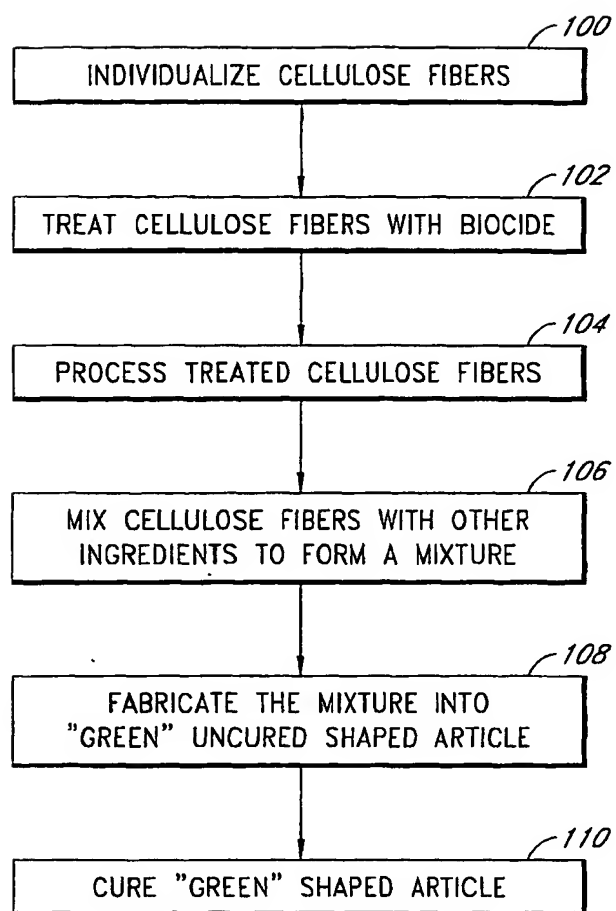 100
INDIVIDUALIZE CELLULOSE FIBERS
102
TREAT CELLULOSE FIBERS WITH BIOCIDE
104
PROCESS TREATED CELLULOSE FIBERS
106
MIX CELLULOSE FIBERS WITH OTHER
INGREDIENTS TO FORM A MIXTURE
108
FABRICATE THE MIXTURE INTO
"GREEN" UNCURED SHAPED ARTICLE
110
CURE "GREEN" SHAPED ARTICLE